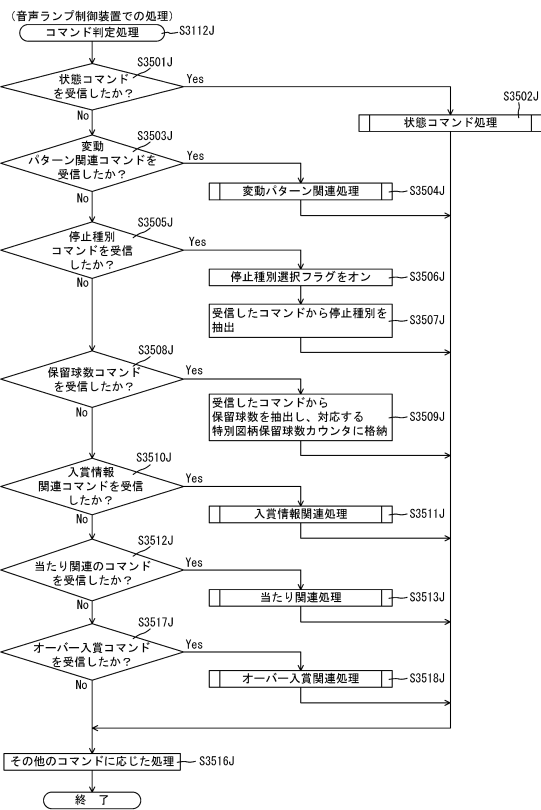 （音声ランプ制御装置での処理）
コマンド判定処理
S3112J
S3501J
状態コマンド
を受信したか？
Yes
No
S3502J
状態コマンド処理
S3503J
変動
パターン関連コマンドを
受信したか？
Yes
No
変動パターン関連処理
S3504J
S3505J
停止種別
コマンドを受信
したか？
Yes
No
停止種別選択フラグをオン
S3506J
受信したコマンドから停止種別を
抽出
S3507J
S3508J
保留球数コマンド
を受信したか？
Yes
No
受信したコマンドから
保留球数を抽出し、対応する
特別図柄保留球数カウンタに格納
S3509J
S3510J
入賞情報
関連コマンドを受信
したか？
Yes
No
入賞情報関連処理
S3511J
S3512J
当たり関連のコマンド
を受信したか？
Yes
No
当たり関連処理
S3513J
S3517J
オーバー入賞コマンド
を受信したか？
Yes
No
オーバー入賞関連処理
S3518J
その他のコマンドに応じた処理
S3516J
終 了